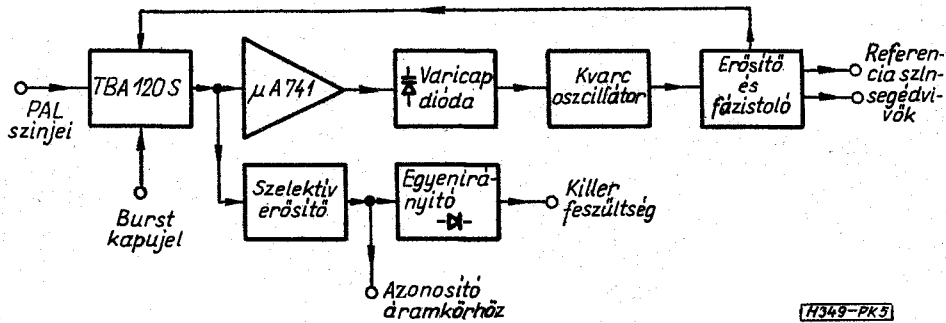 TBA 120 S
μA 741
Varicap
dióda
Kvarc
oszcillátor
Erősítő
és
fázistoló
Referen-
cia szín-
segédvi-
vők
PAL
színjei
Burst
kapujel
Szelektív
erősítő
Egyenirá-
nyító
Killer
feszültség
Azonosító
áramkörhöz
H349-PK5